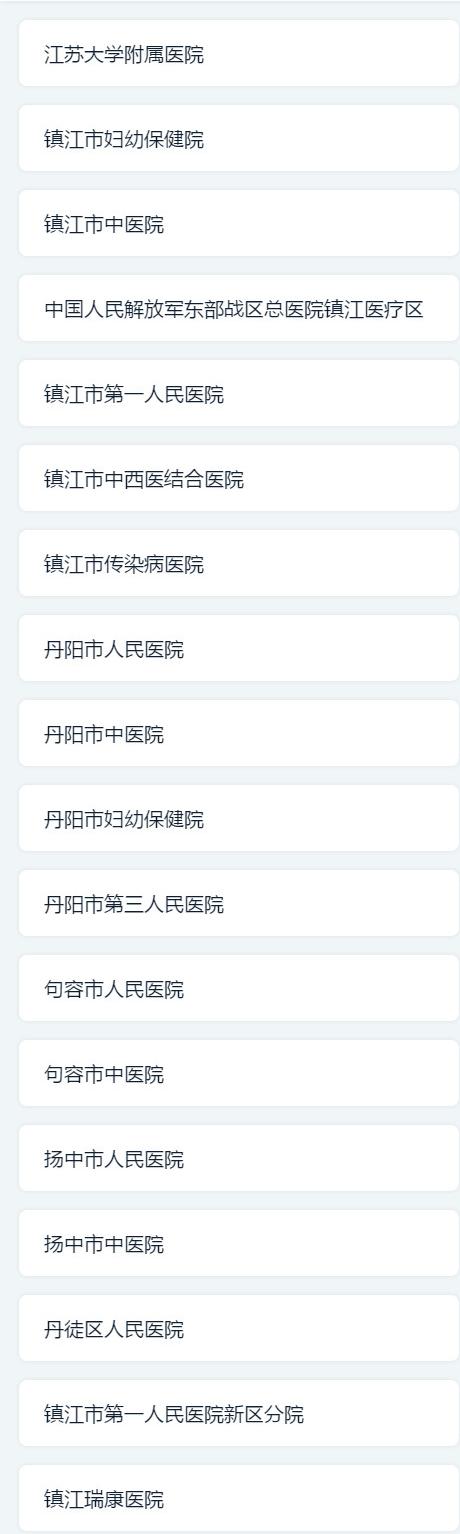 江苏大学附属医院
镇江市妇幼保健院
镇江市中医院
中国人民解放军东部战区总医院镇江医疗区
镇江市第一人民医院
镇江市中西医结合医院
镇江市传染病医院
丹阳市人民医院
丹阳市中医院
丹阳市妇幼保健院
丹阳市第三人民医院
句容市人民医院
句容市中医院
扬中市人民医院
扬中市中医院
丹徒区人民医院
镇江市第一人民医院新区分院
镇江瑞康医院